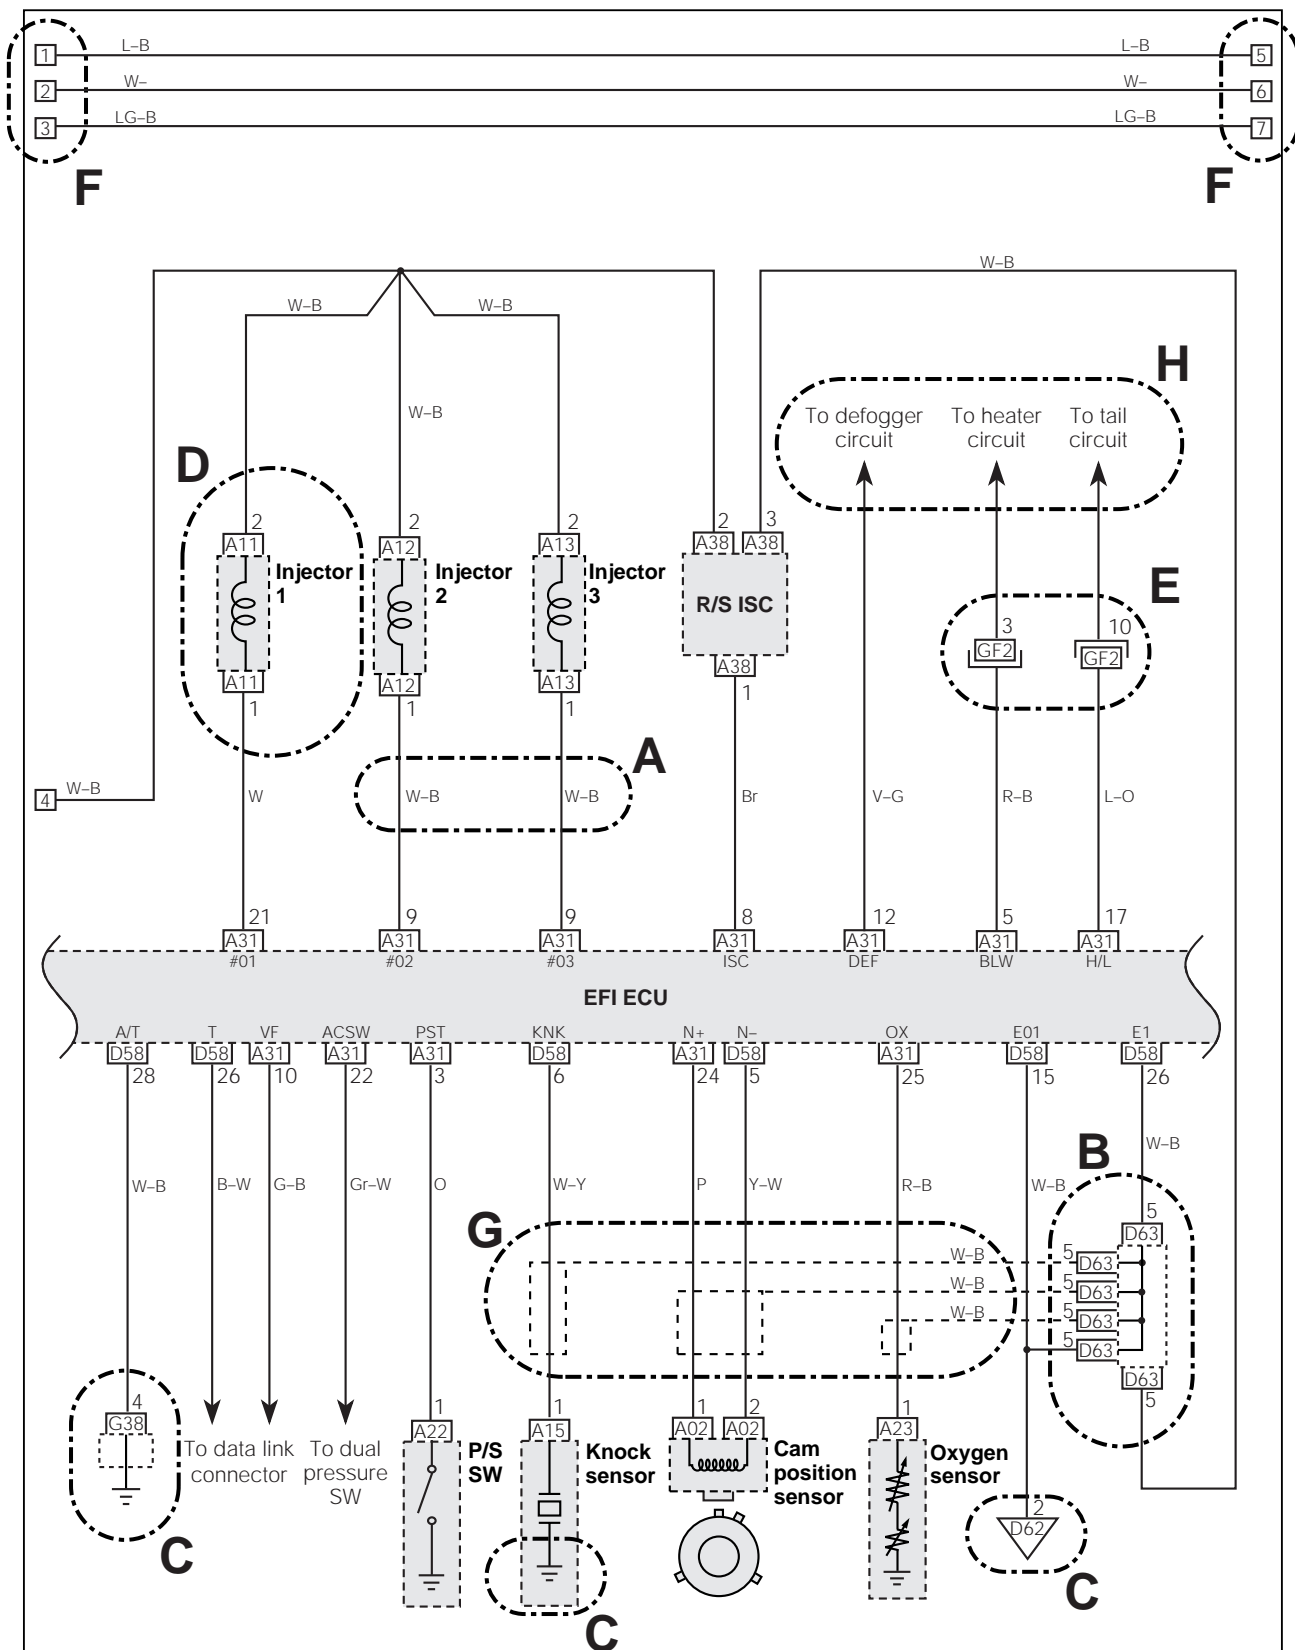 1 L–B L–B 5
2 W– W– 6
3 LG–B LG–B 7
F F
W–B
W–B W–B
H
W–B To defogger To heater To tail
circuit circuit circuit
D
2 2 2 2 3
A11 A12 A13 A38 A38
Injector Injector Injector
1 2 3
R/S ISC
E
3 10
GF2 GF2
A11 A12 A13 A38
1 1 1 1
A
4 W–B W W–B W–B Br V–G R–B L–O
21 9 9 8 12 5 17
A31 A31 A31 A31 A31 A31 A31
#01 #02 #03 ISC DEF BLW H/L
EFI ECU
A/T T VF ACSW PST KNK N+ N– OX E01 E1
D58 D58 A31 A31 A31 D58 A31 D58 A31 D58 D58
28 26 10 22 3 6 24 5 25 15 26
W–B
B
W–B B–W G–B Gr–W O W–Y P Y–W R–B W–B
G
5
D63
W–B 5 D63
W–B 5 D63
W–B 5 D63
5 D63
D63
5
4 1 1 1 2 1
G38 A22 A15 A02 A02 A23
To data link To dual P/S Knock Cam Oxygen
connector pressure SW sensor position sensor
SW sensor
2
D62
C C C